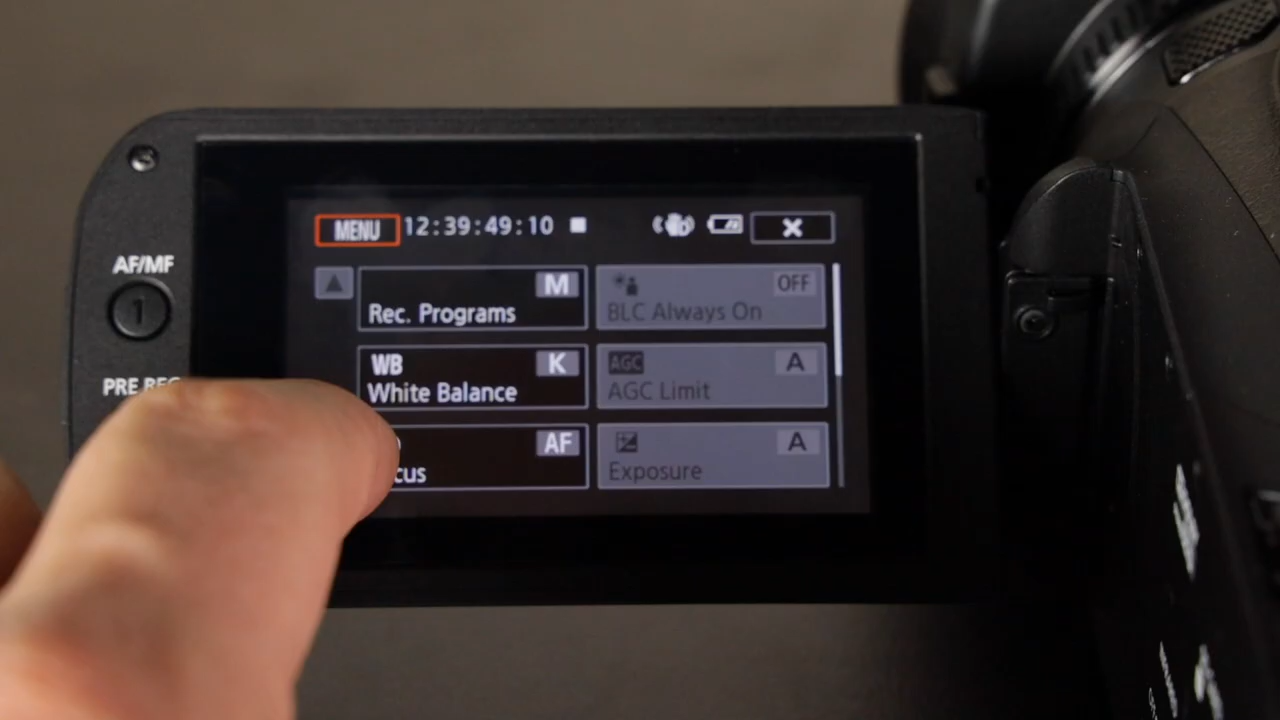 MENU 12:39:49:10
AF/MF
1
PRE REC
M
Rec. Programs
OFF
BLC Always On
WB K
White Balance
AGC A
AGC Limit
AF
cus
A
Exposure